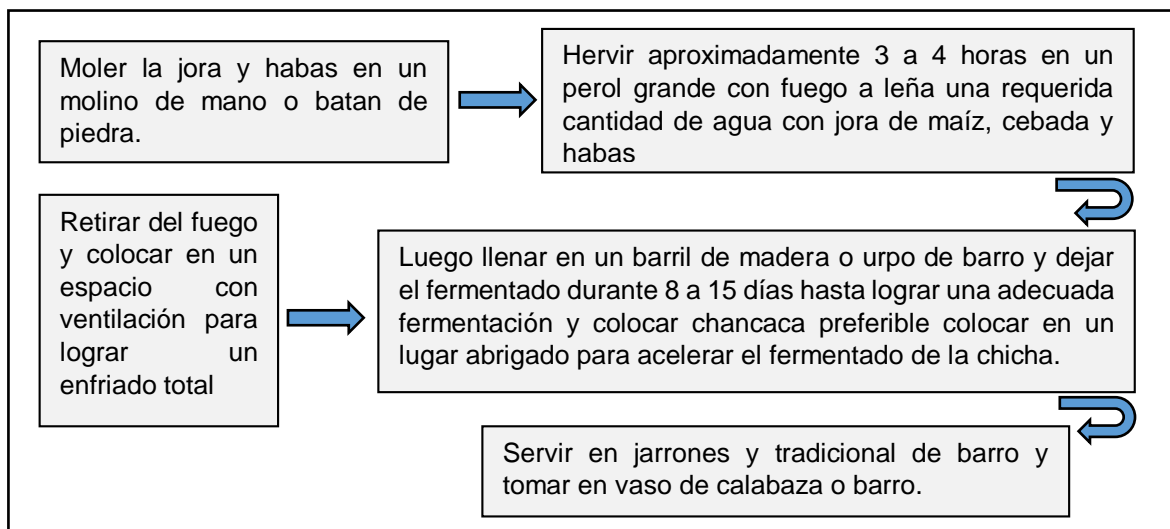 Moler la jora y habas en un
molino de mano o batan de
piedra.
Hervir aproximadamente 3 a 4 horas en un
perol grande con fuego a leña una requerida
cantidad de agua con jora de maíz, cebada y
habas
Retirar del fuego
y colocar en un
espacio con
ventilación para
lograr un
enfriado total
Luego llenar en un barril de madera o urpo de barro y dejar
el fermentado durante 8 a 15 días hasta lograr una adecuada
fermentación y colocar chancaca preferible colocar en un
lugar abrigado para acelerar el fermentado de la chicha.
Servir en jarrones y tradicional de barro y
tomar en vaso de calabaza o barro.